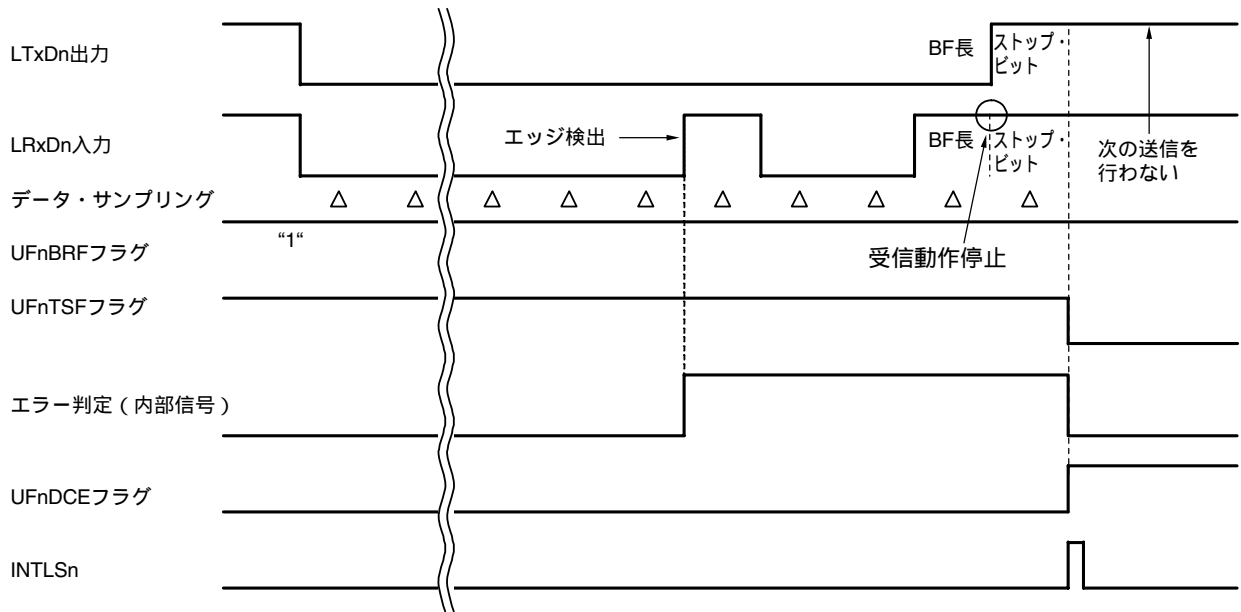 LTxDn出力
BF長
ストップ・
ビット
LRxDn入力
エッジ検出
BF長
ストップ・
ビット
次の送信を
行わない
データ・サンプリング
“1“
UFnBRFフラグ
受信動作停止
UFnTSFフラグ
エラー判定(内部信号)
UFnDCEフラグ
INTLSn